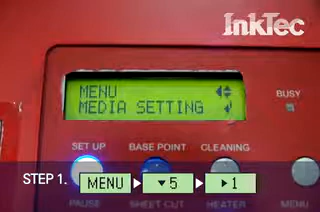 InkTec
MENU
MEDIA SETTING
BUSY
SET UP BASE POINT CLEANING
STEP 1. MENU ▶ ▼5 ▶ ▶1
PAUSE SHEET CUT HEATER MENU